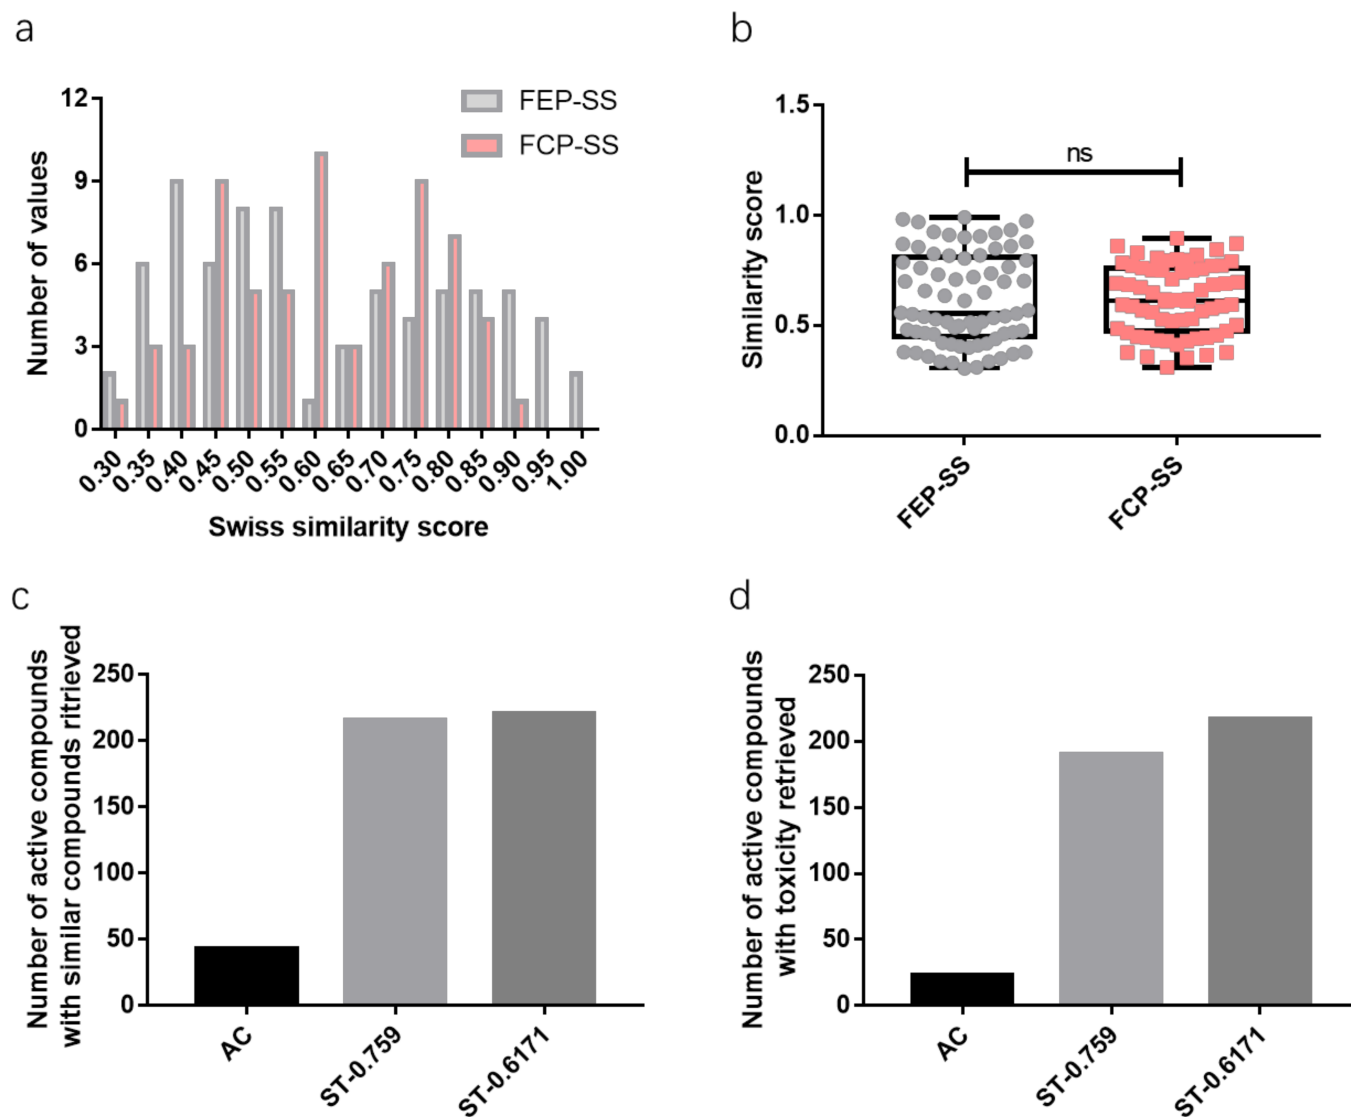 a
12
9
6
3
0
Number of values
FEP-SS
FCP-SS
0.30
0.35
0.40
0.45
0.50
0.55
0.60
0.65
0.70
0.75
0.80
0.85
0.90
0.95
1.00
Swiss similarity score
b
1.5
1.0
0.5
0.0
Similarity score
ns
FEP-SS
FCP-SS
c
Number of active compounds
with similar compounds ritrieved
250
200
150
100
50
0
AC
ST-0.759
ST-0.6171
d
Number of active compounds
with toxicity retrieved
250
200
150
100
50
0
AC
ST-0.759
ST-0.6171